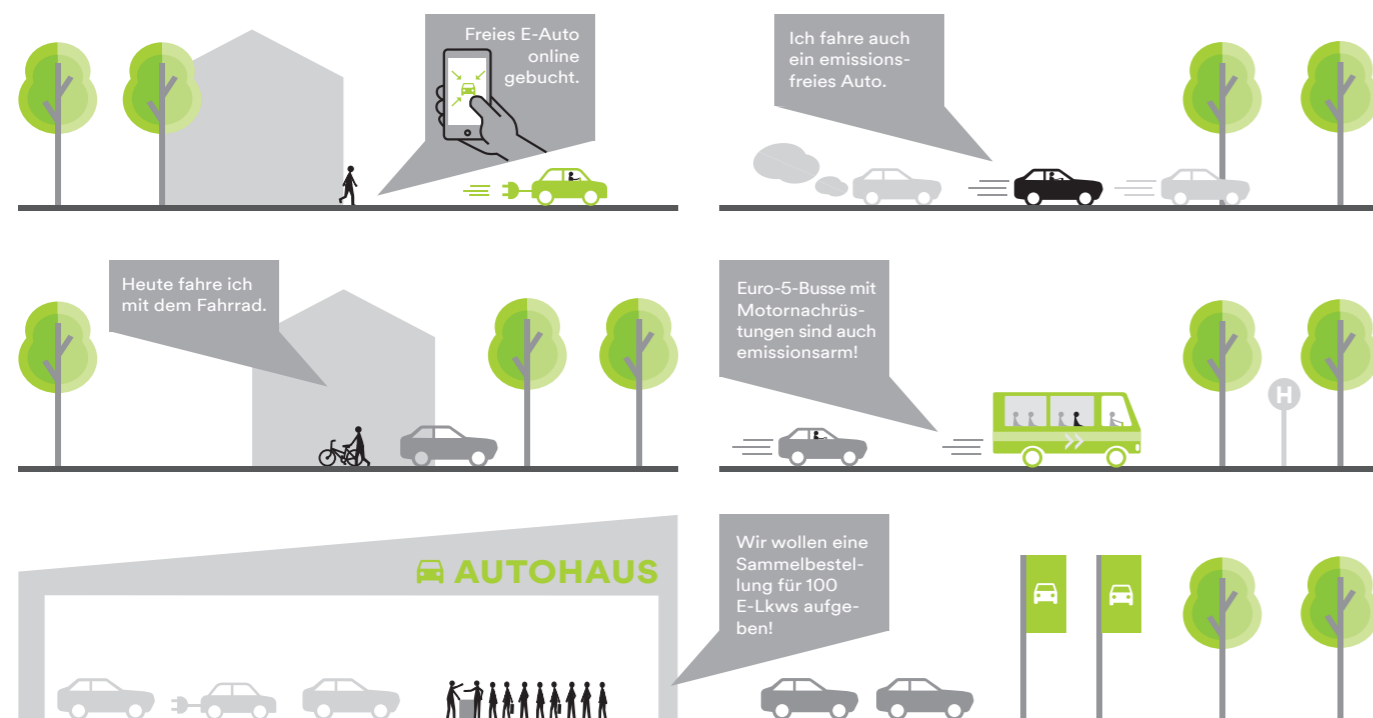 Freies E-Auto
online
gebucht.
Ich fahre auch
ein emissions-
freies Auto.
Heute fahre ich
mit dem Fahrrad.
Euro-5-Busse mit
Motornachrüs-
tungen sind auch
emissionsarm!
H
AUTOHAUS
Wir wollen eine
Sammelbestel-
lung für 100
E-Lkws aufge-
ben!